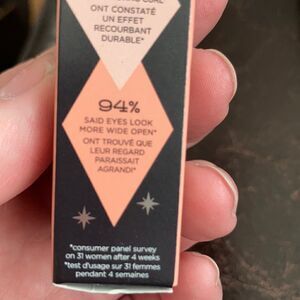 CURL
ONT CONSTATÉ
UN EFFET
RECOURBANT
DURABLE*
94%
SAID EYES LOOK
MORE WIDE OPEN*
ONT TROUVÉ QUE
LEUR REGARD
PARAISSAIT
AGRANDI*
*consumer panel survey
on 31 women after 4 weeks
*test d'usage sur 31 femmes
pendant 4 semaines